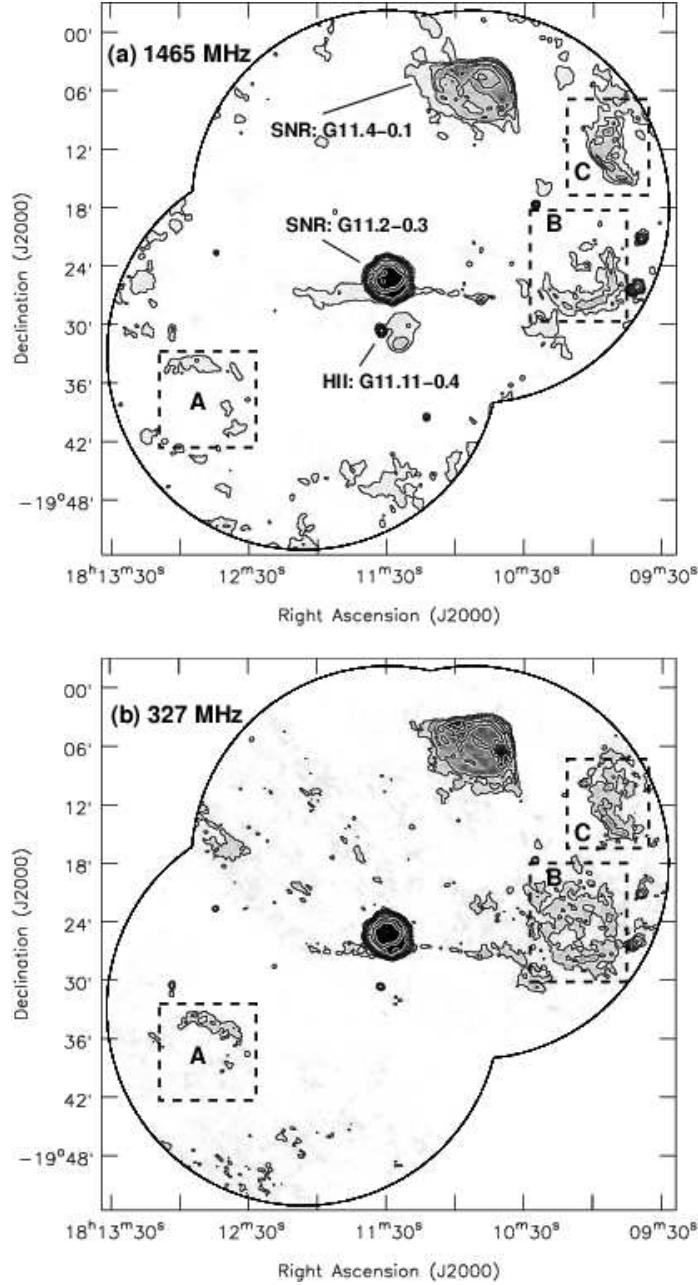 (a) 1465 MHz
00'
06'
12'
18'
24'
30'
36'
42'
−19°48'
Declination (J2000)
SNR: G11.4−0.1
SNR: G11.2−0.3
HII: G11.11−0.4
C
B
A
18ʰ13ᵐ30ˢ 12ᵐ30ˢ 11ᵐ30ˢ 10ᵐ30ˢ 09ᵐ30ˢ
Right Ascension (J2000)
(b) 327 MHz
00'
06'
12'
18'
24'
30'
36'
42'
−19°48'
Declination (J2000)
C
B
A
18ʰ13ᵐ30ˢ 12ᵐ30ˢ 11ᵐ30ˢ 10ᵐ30ˢ 09ᵐ30ˢ
Right Ascension (J2000)